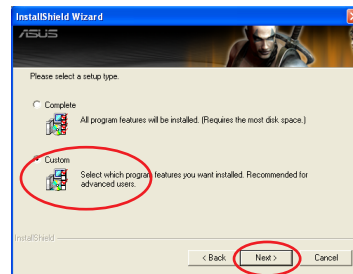 InstallShield Wizard
ASUS
Please select a setup type.
Complete
All program features will be installed. (Requires the most disk space.)
Custom
Select which program features you want installed. Recommended for
advanced users.
InstallShield
< Back
Next >
Cancel